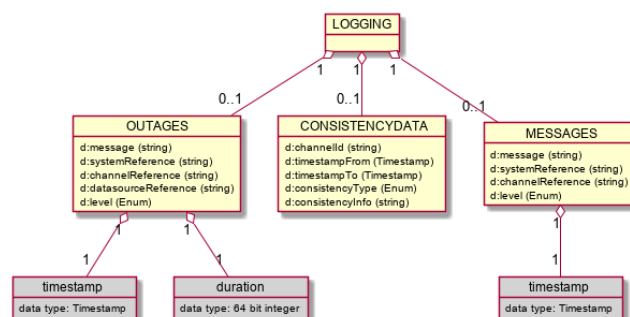 LOGGING
1
1
1
0..1
0..1
0..1
OUTAGES
d:message (string)
d:systemReference (string)
d:channelReference (string)
d:datasourceReference (string)
d:level (Enum)
CONSISTENCYDATA
d:channelId (string)
d:timestampFrom (Timestamp)
d:timestampTo (Timestamp)
d:consistencyType (Enum)
d:consistencyInfo (string)
MESSAGES
d:message (string)
d:systemReference (string)
d:channelReference (string)
d:level (Enum)
1
1
1
1
1
1
timestamp
data type: Timestamp
duration
data type: 64 bit integer
timestamp
data type: Timestamp